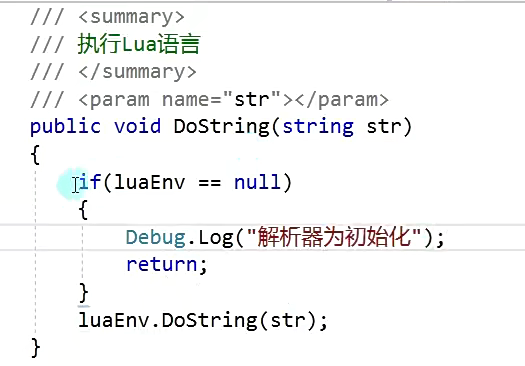 /// <summary>
/// 执行Lua语言
/// </summary>
/// <param name="str"></param>
public void DoString(string str)
{
if(luaEnv == null)
{
Debug.Log("解析器为初始化");
return;
}
luaEnv.DoString(str);
}